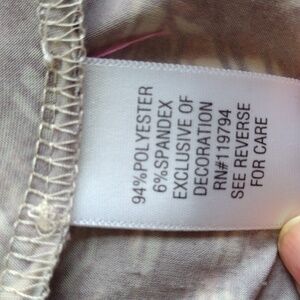 94%POLYESTER
6%SPANDEX
EXCLUSIVE OF
DECORATION
RN#119794
SEE REVERSE
FOR CARE